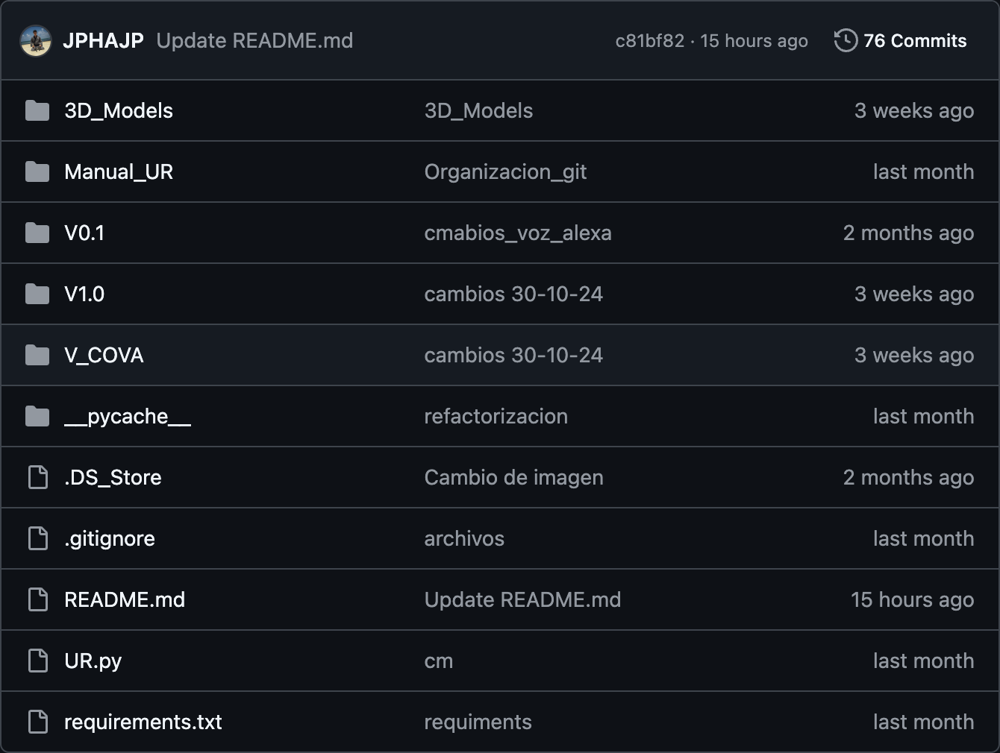 JPHAJP Update README.md c81bf82 · 15 hours ago 76 Commits
3D_Models 3D_Models 3 weeks ago
Manual_UR Organizacion_git last month
V0.1 cmabios_voz_alexa 2 months ago
V1.0 cambios 30-10-24 3 weeks ago
V_COVA cambios 30-10-24 3 weeks ago
__pycache__ refactorizacion last month
.DS_Store Cambio de imagen 2 months ago
.gitignore archivos last month
README.md Update README.md 15 hours ago
UR.py cm last month
requirements.txt requiments last month